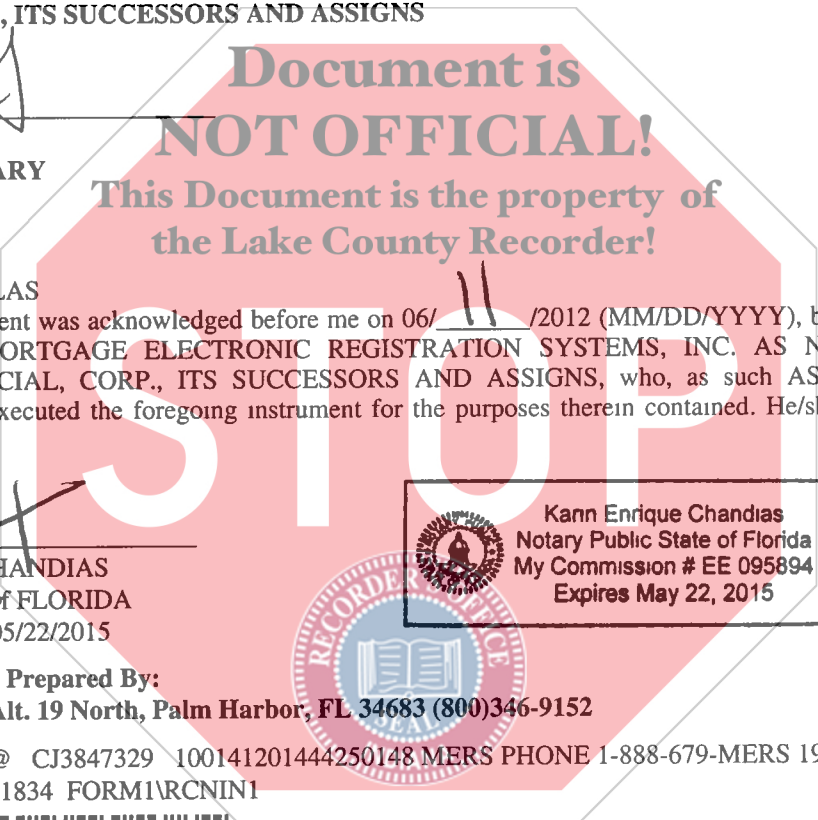 , ITS SUCCESSORS AND ASSIGNS
Document is
NOT OFFICIAL!
ARY
This Document is the property of
the Lake County Recorder!
LAS
ent was acknowledged before me on 06/ 11 /2012 (MM/DD/YYYY), b
ORTGAGE ELECTRONIC REGISTRATION SYSTEMS, INC. AS N
CIAL, CORP., ITS SUCCESSORS AND ASSIGNS, who, as such AS
xecuted the foregoing instrument for the purposes therein contained. He/sh
STOP
Karin Enrique Chandias
Notary Public State of Florida
My Commission # EE 095894
Expires May 22, 2015
HANDIAS
f FLORIDA
05/22/2015
RECORDER'S OFFICE
SEAL
Prepared By:
Alt. 19 North, Palm Harbor, FL 34683 (800)346-9152
@ CJ3847329 100141201444250148 MERS PHONE 1-888-679-MERS 19
1834 FORM1\RCNIN1